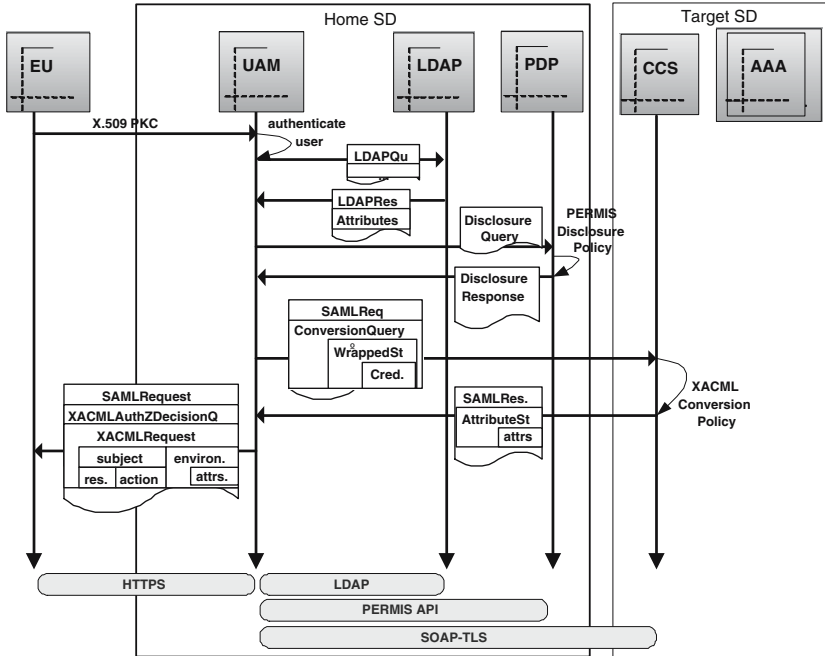 Home SD
Target SD
EU
UAM
LDAP
PDP
CCS
AAA
X.509 PKC
authenticate
user
LDAPQu
LDAPRes
Attributes
Disclosure
Query
PERMIS
Disclosure
Policy
Disclosure
Response
SAMLReq
ConversionQuery
WrappedSt
Cred.
XACML
Conversion
Policy
SAMLRes.
AttributeSt
attrs
SAMLRequest
XACMLAuthZDecisionQ
XACMLRequest
subject
environ.
res.
action
attrs.
HTTPS
LDAP
PERMIS API
SOAP-TLS